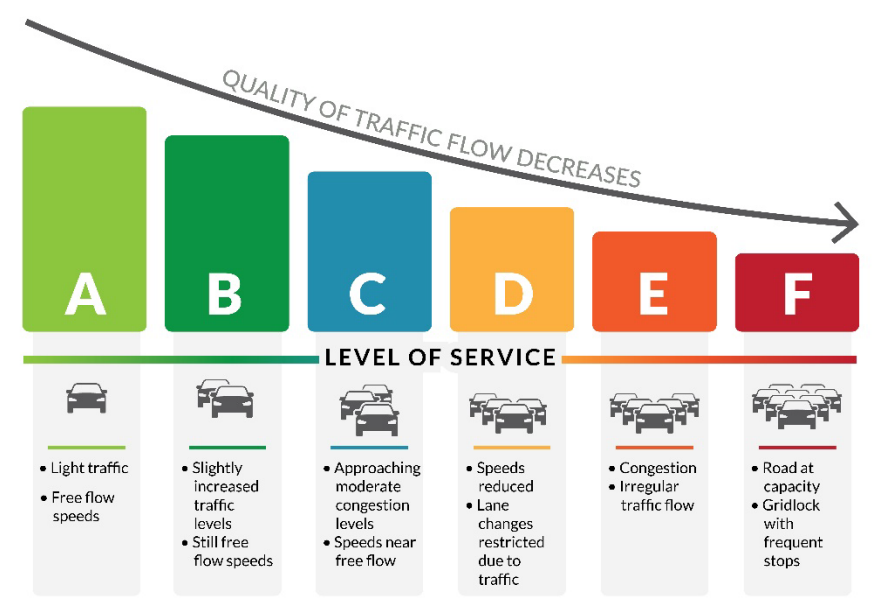 QUALITY OF TRAFFIC FLOW DECREASES
A
B
C
D
E
F
LEVEL OF SERVICE
• Light traffic
• Free flow
speeds
• Slightly
increased
traffic
levels
• Still free
flow speeds
• Approaching
moderate
congestion
levels
• Speeds near
free flow
• Speeds
reduced
• Lane
changes
restricted
due to
traffic
• Congestion
• Irregular
traffic flow
• Road at
capacity
• Gridlock
with
frequent
stops